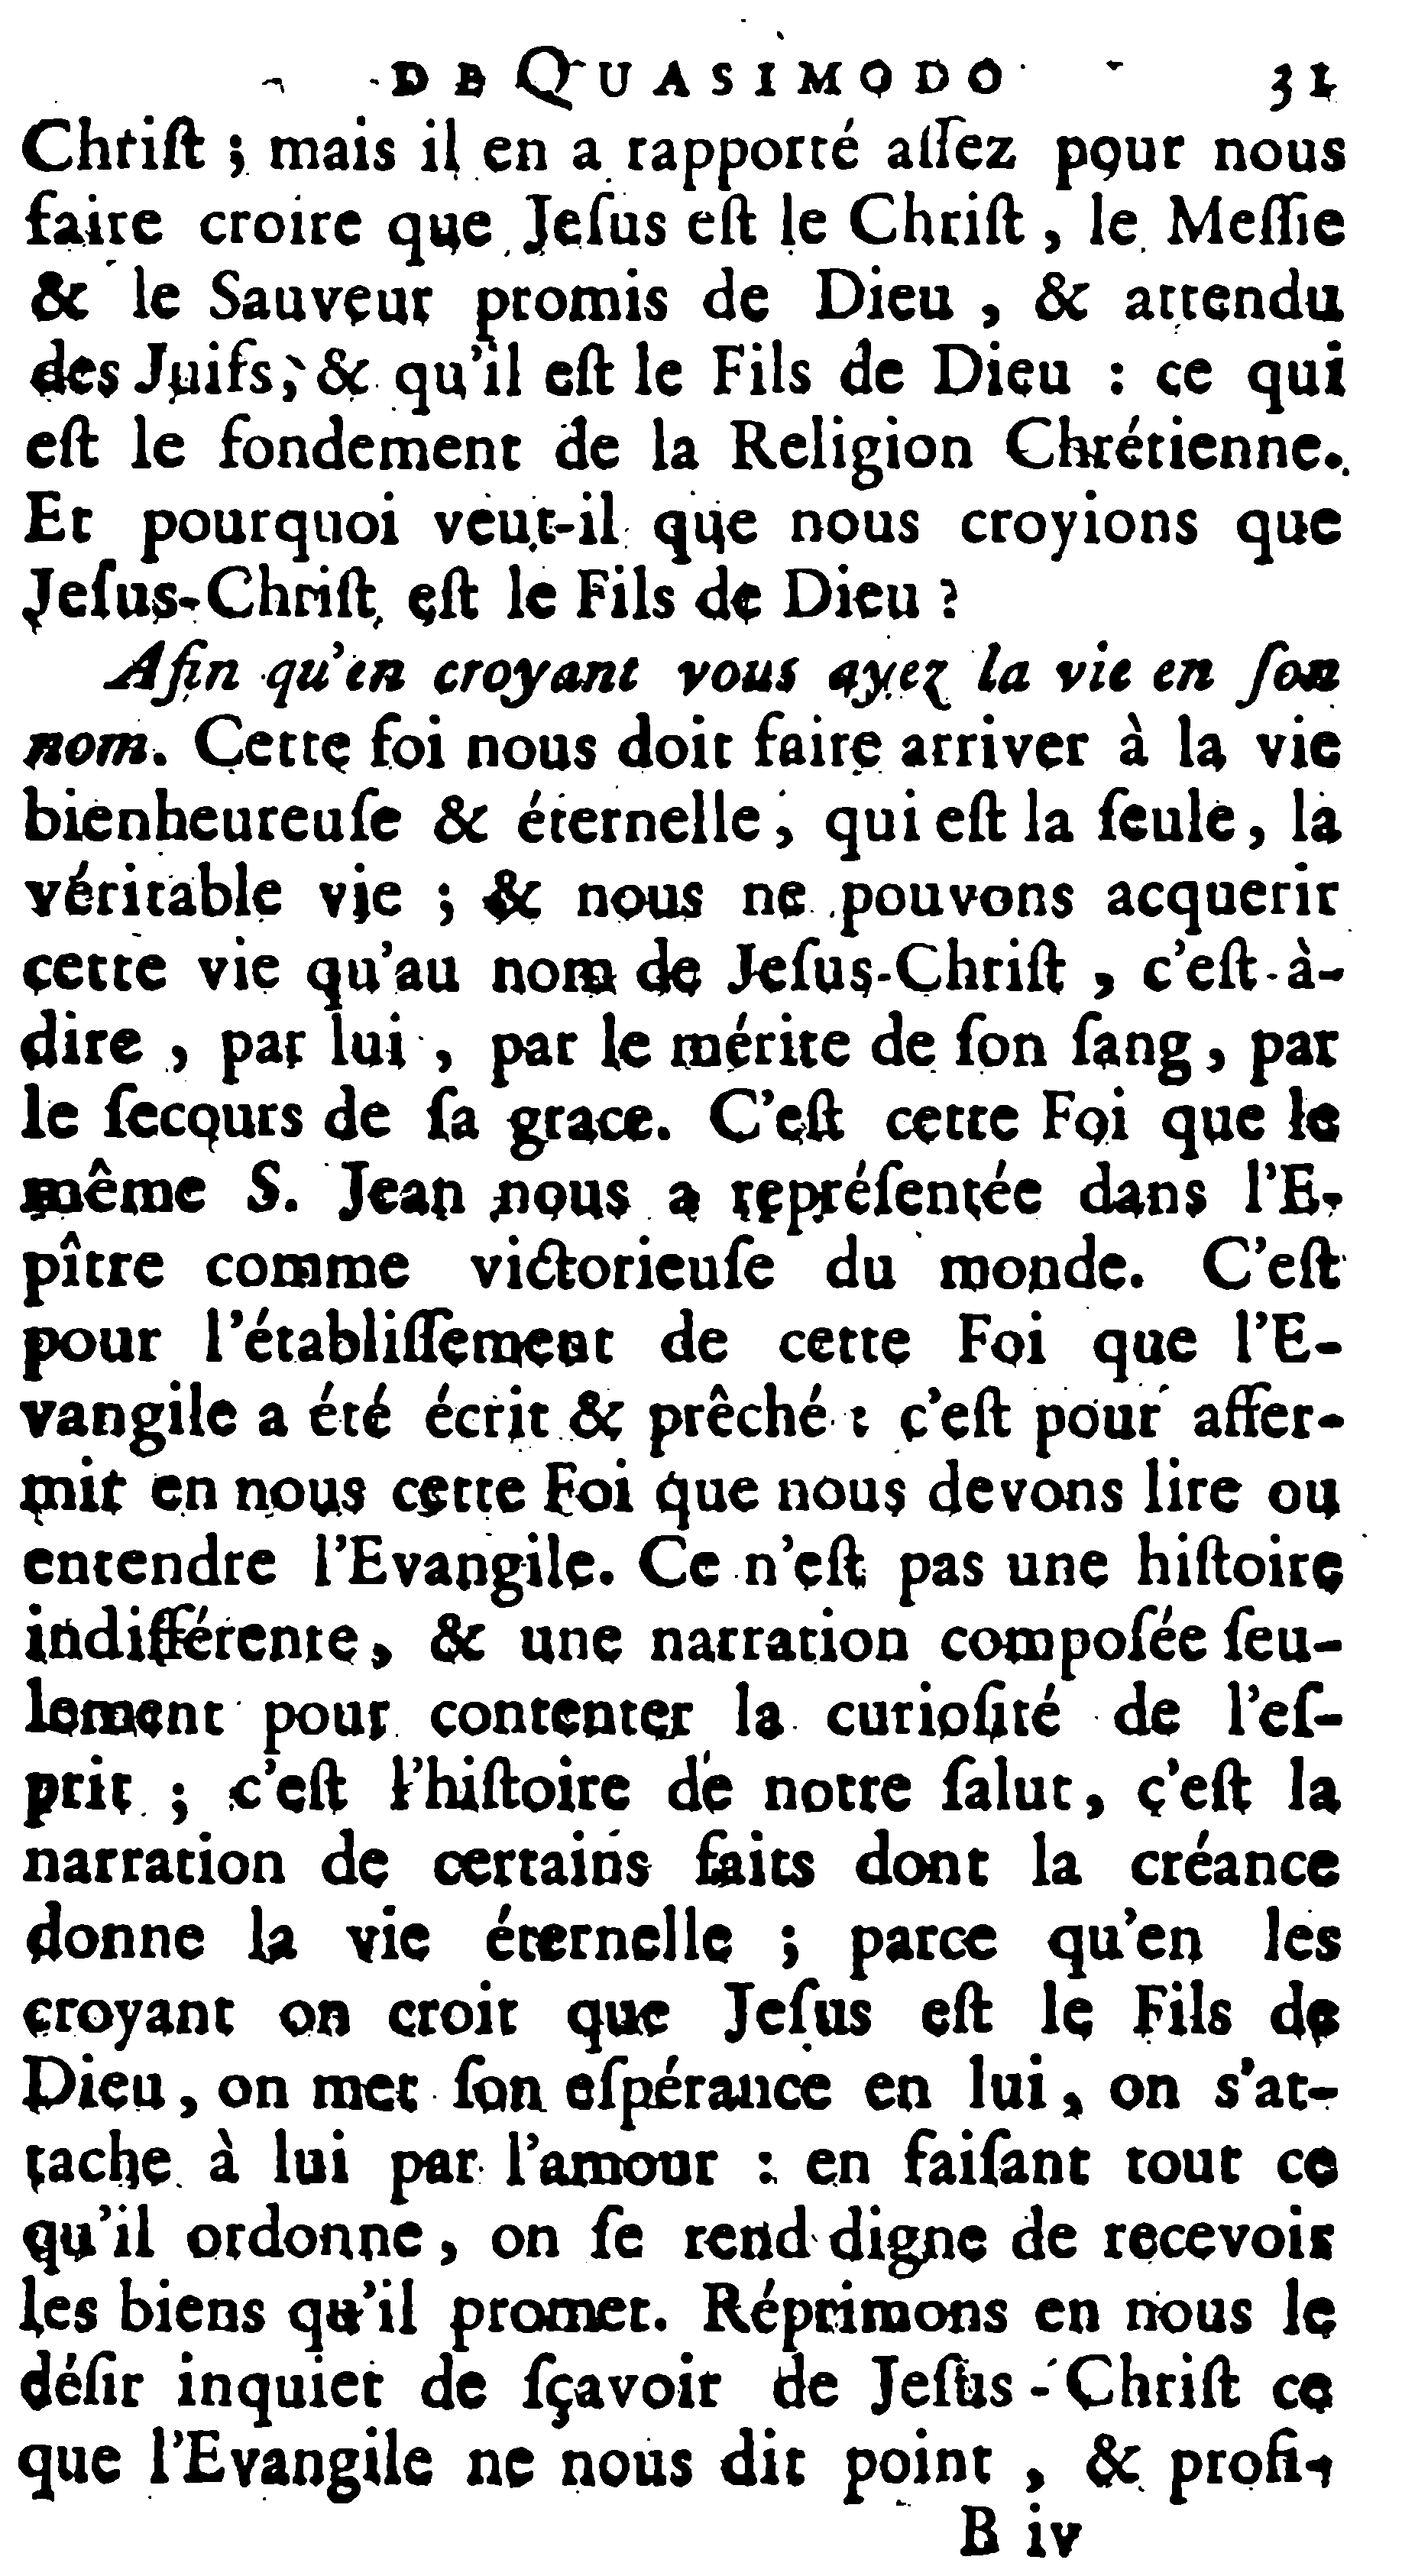 DE QUASIMODO 31
Chriſt ; mais il en a rapporté aſſez pour nous
faire croire que Jeſus eſt le Chriſt, le Meſſie
& le Sauveur promis de Dieu, & attendu
des Juifs, & qu'il eſt le Fils de Dieu : ce qui
eſt le fondement de la Religion Chrétienne.
Et pourquoi veut-il que nous croyions que
Jeſus-Chriſt eſt le Fils de Dieu ?
Afin qu'en croyant vous ayez la vie en ſon
nom. Cette foi nous doit faire arriver à la vie
bienheureuſe & éternelle, qui eſt la ſeule, la
véritable vie ; & nous ne pouvons acquerir
cette vie qu'au nom de Jeſus-Chriſt, c'eſt-à-
dire, par lui, par le mérite de ſon ſang, par
le ſecours de ſa grace. C'eſt cette Foi que le
même S. Jean nous a repréſentée dans l'E-
pître comme victorieuſe du monde. C'eſt
pour l'établiſſement de cette Foi que l'E-
vangile a été écrit & prêché : c'eſt pour affer-
mir en nous cette Foi que nous devons lire ou
entendre l'Evangile. Ce n'eſt pas une hiſtoire
indifférente, & une narration compoſée ſeu-
lement pour contenter la curioſité de l'eſ-
prit ; c'eſt l'hiſtoire de notre ſalut, c'eſt la
narration de certains faits dont la créance
donne la vie éternelle ; parce qu'en les
croyant on croit que Jeſus eſt le Fils de
Dieu, on met ſon eſpérance en lui, on s'at-
tache à lui par l'amour : en faiſant tout ce
qu'il ordonne, on ſe rend digne de recevoir
les biens qu'il promet. Réprimons en nous le
déſir inquiet de ſçavoir de Jeſus-Chriſt ce
que l'Evangile ne nous dit point, & profi-
B iv